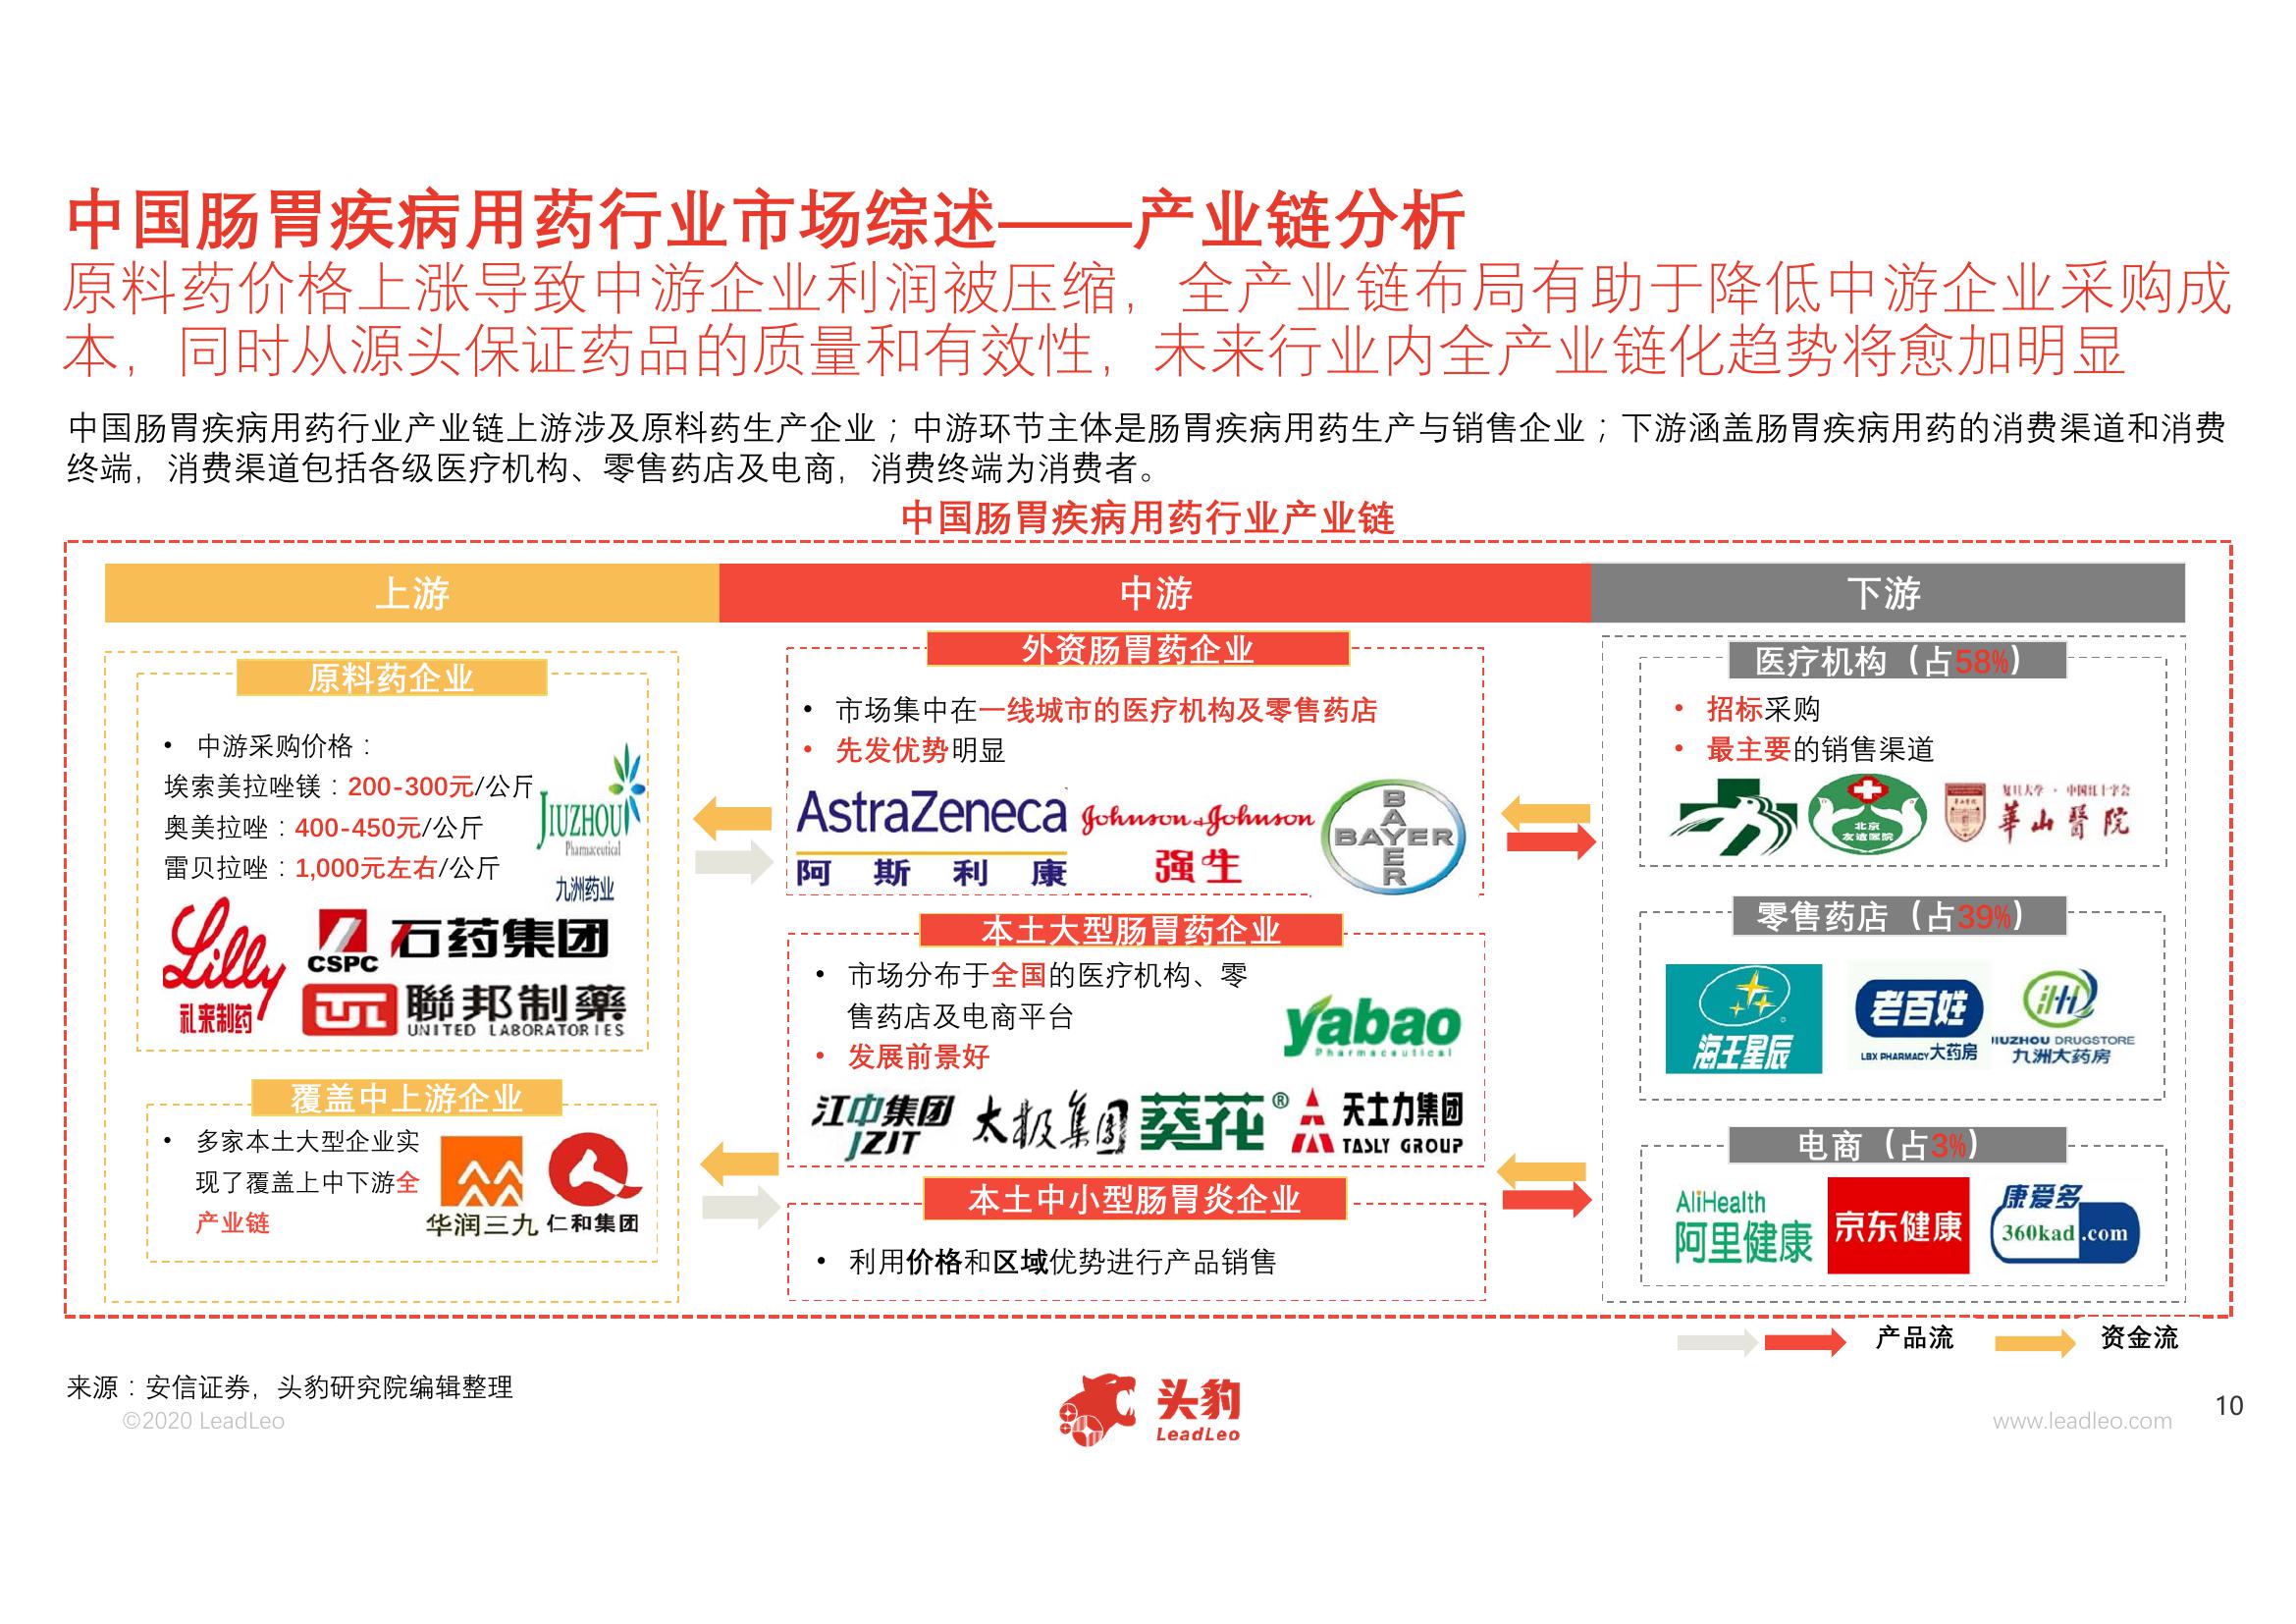 中国肠胃疾病用药行业市场综述——产业链分析
原料药价格上涨导致中游企业利润被压缩，全产业链布局有助于降低中游企业采购成
本，同时从源头保证药品的质量和有效性，未来行业内全产业链化趋势将愈加明显
中国肠胃疾病用药行业产业链上游涉及原料药生产企业；中游环节主体是肠胃疾病用药生产与销售企业；下游涵盖肠胃疾病用药的消费渠道和消费
终端，消费渠道包括各级医疗机构、零售药店及电商，消费终端为消费者。
中国肠胃疾病用药行业产业链
上游
原料药企业
• 中游采购价格：
埃索美拉唑镁：200-300元/公斤
奥美拉唑：400-450元/公斤
雷贝拉唑：1,000元左右/公斤
JIUZHOU
Pharmaceutical
九洲药业
Lilly
礼来制药
CSPC
石药集团
聯邦制藥
UNITED LABORATORIES
覆盖中上游企业
• 多家本土大型企业实
现了覆盖上中下游全
产业链
华润三九
仁和集团
中游
外资肠胃药企业
• 市场集中在一线城市的医疗机构及零售药店
• 先发优势明显
AstraZeneca
阿斯利康
Johnson&Johnson
强生
BAYER
BAYER
本土大型肠胃药企业
• 市场分布于全国的医疗机构、零
售药店及电商平台
• 发展前景好
yabao
Pharmaceutical
江中集团
JZJT
太极集团
葵花®
天士力集团
TASLY GROUP
本土中小型肠胃炎企业
• 利用价格和区域优势进行产品销售
下游
医疗机构（占58%）
• 招标采购
• 最主要的销售渠道
北京
友谊医院
复旦大学·中国红十字会
華山醫院
零售药店（占39%）
海王星辰
老百姓
LBX PHARMACY大药房
JIUZHOU DRUGSTORE
九洲大药房
电商（占3%）
AliHealth
阿里健康
京东健康
康爱多
360kad.com
产品流
资金流
来源：安信证券，头豹研究院编辑整理
©2020 LeadLeo
头豹
LeadLeo
www.leadleo.com
10